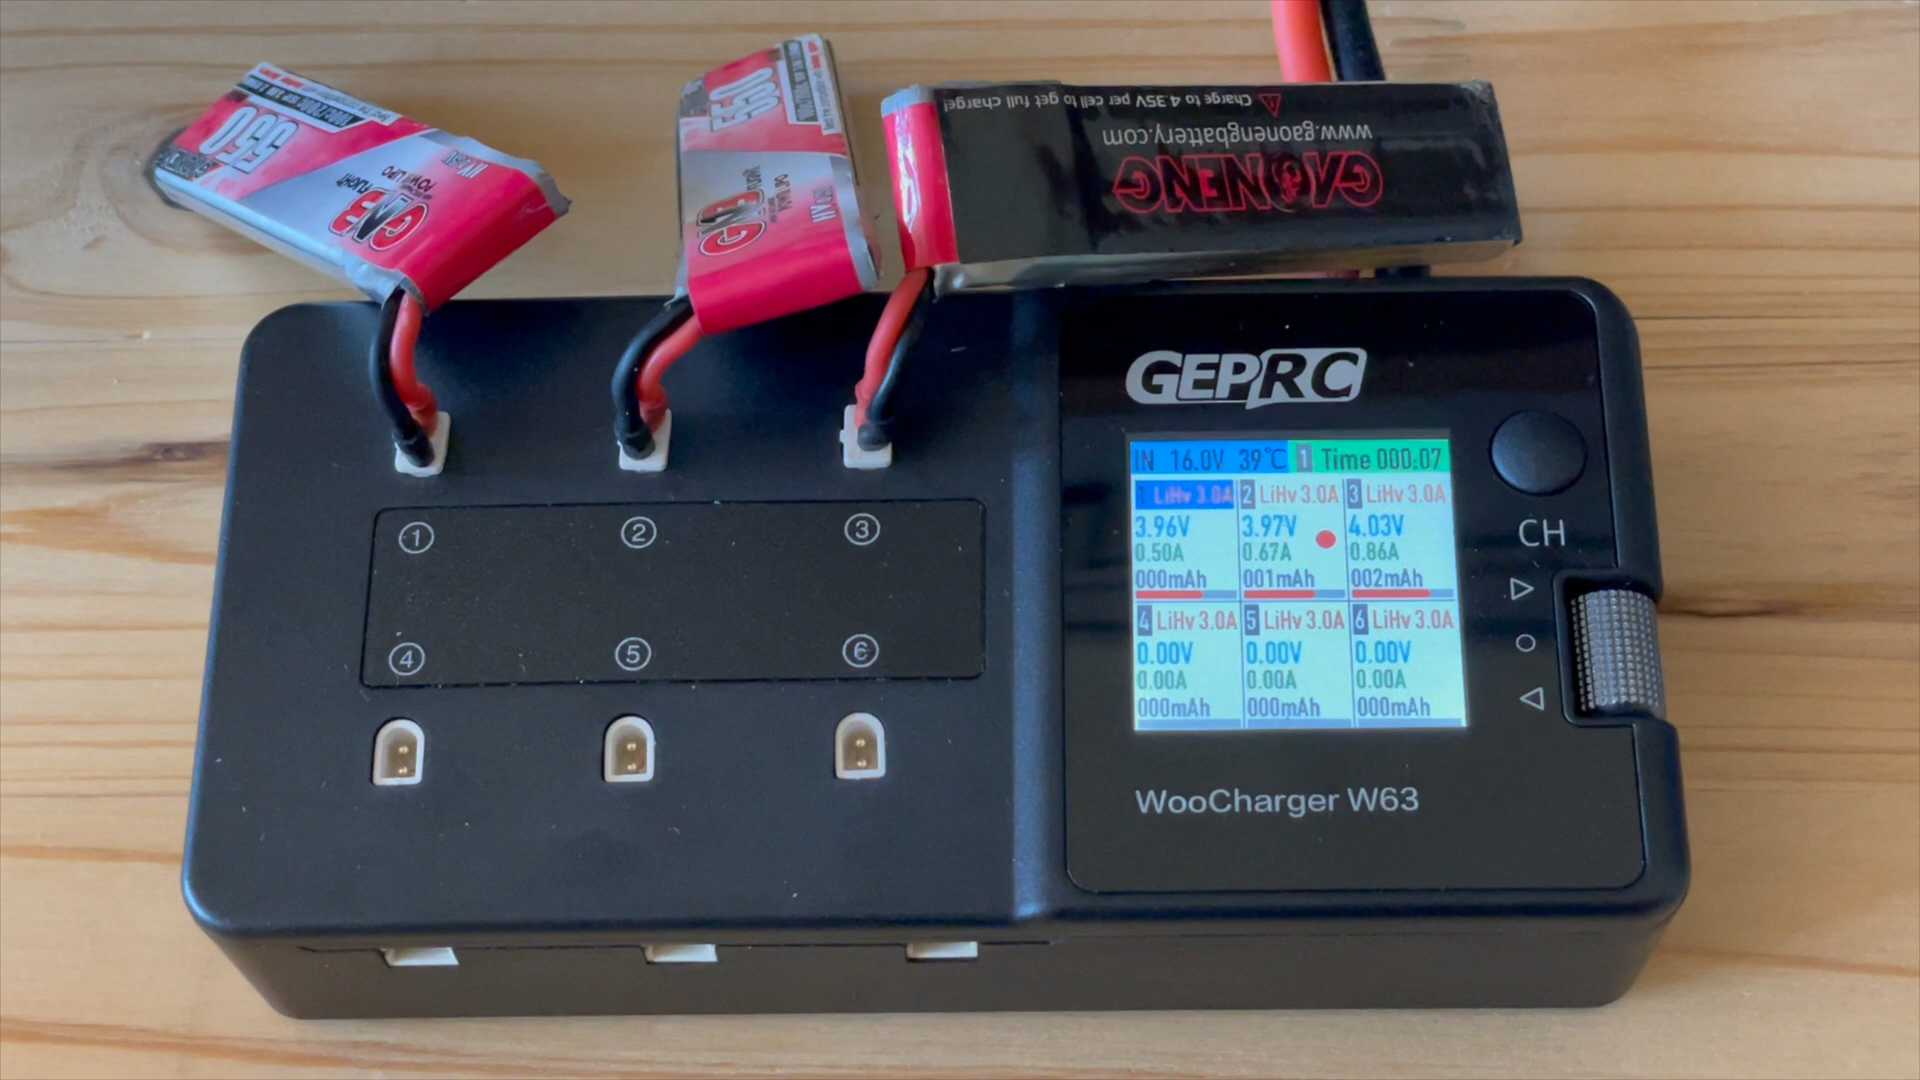 550
GNB
HV
550
GNB
HV
Charge to 4.35V per cell to get full charge!
www.gaonengbattery.com
GAONENG
GEPRC
IN 16.0V 39°C 1 Time 000:07
1 LiHv 3.0A 2 LiHv 3.0A 3 LiHv 3.0A
3.96V 3.97V 4.03V
0.50A 0.67A 0.86A
000mAh 001mAh 002mAh
4 LiHv 3.0A 5 LiHv 3.0A 6 LiHv 3.0A
0.00V 0.00V 0.00V
0.00A 0.00A 0.00A
000mAh 000mAh 000mAh
CH
1 2 3
4 5 6
WooCharger W63